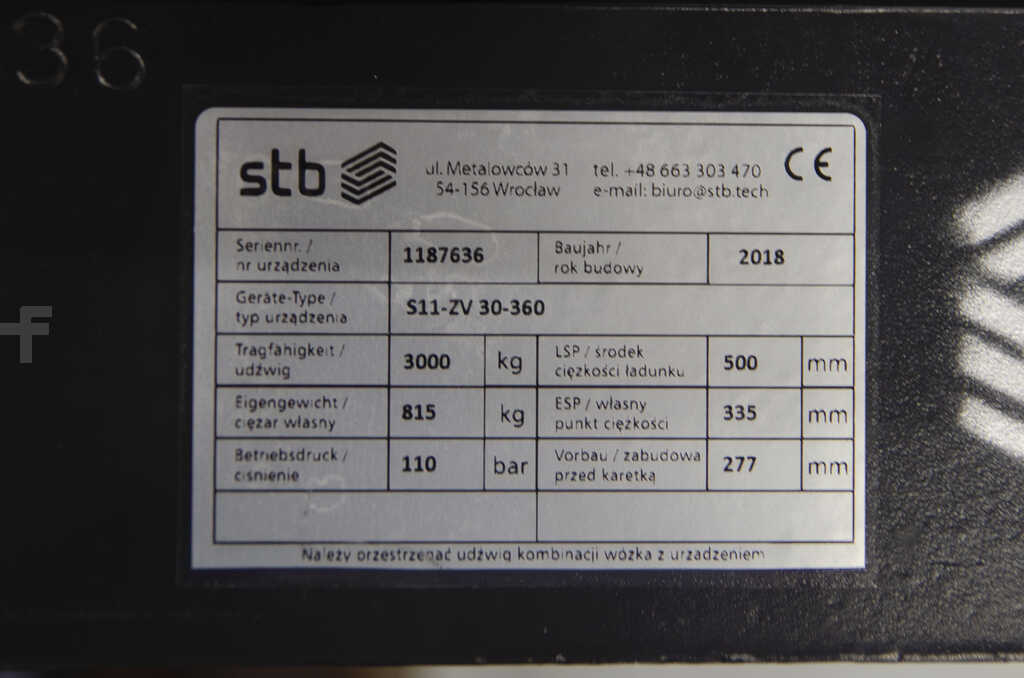 36
stb
ul. Metalowców 31
54-156 Wrocław
tel. +48 663 303 470
e-mail: biuro@stb.tech
CE
Seriennr. /
nr urządzenia
1187636
Baujahr /
rok budowy
2018
Geräte-Type /
typ urządzenia
S11-ZV 30-360
Tragfähigkeit /
udźwig
3000
kg
LSP / środek
ciężkości ładunku
500
mm
Eigengewicht /
ciężar własny
815
kg
ESP / własny
punkt ciężkości
335
mm
Betriebsdruck /
ciśnienie
110
bar
Vorbau / zabudowa
przed karetką
277
mm
Należy przestrzegać udźwig kombinacji wózka z urządzeniem
f